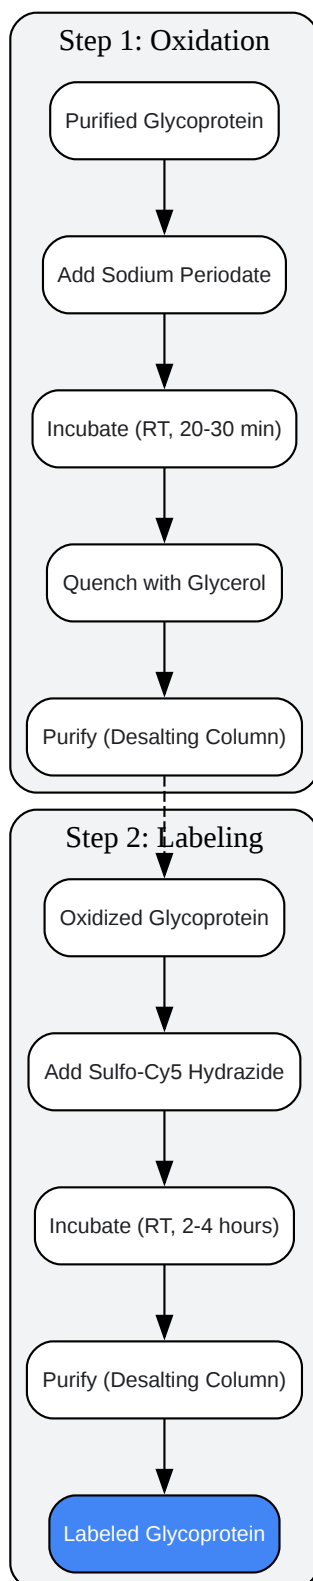 Step 1: Oxidation
Purified Glycoprotein
Add Sodium Periodate
Incubate (RT, 20-30 min)
Quench with Glycerol
Purify (Desalting Column)
Step 2: Labeling
Oxidized Glycoprotein
Add Sulfo-Cy5 Hydrazide
Incubate (RT, 2-4 hours)
Purify (Desalting Column)
Labeled Glycoprotein